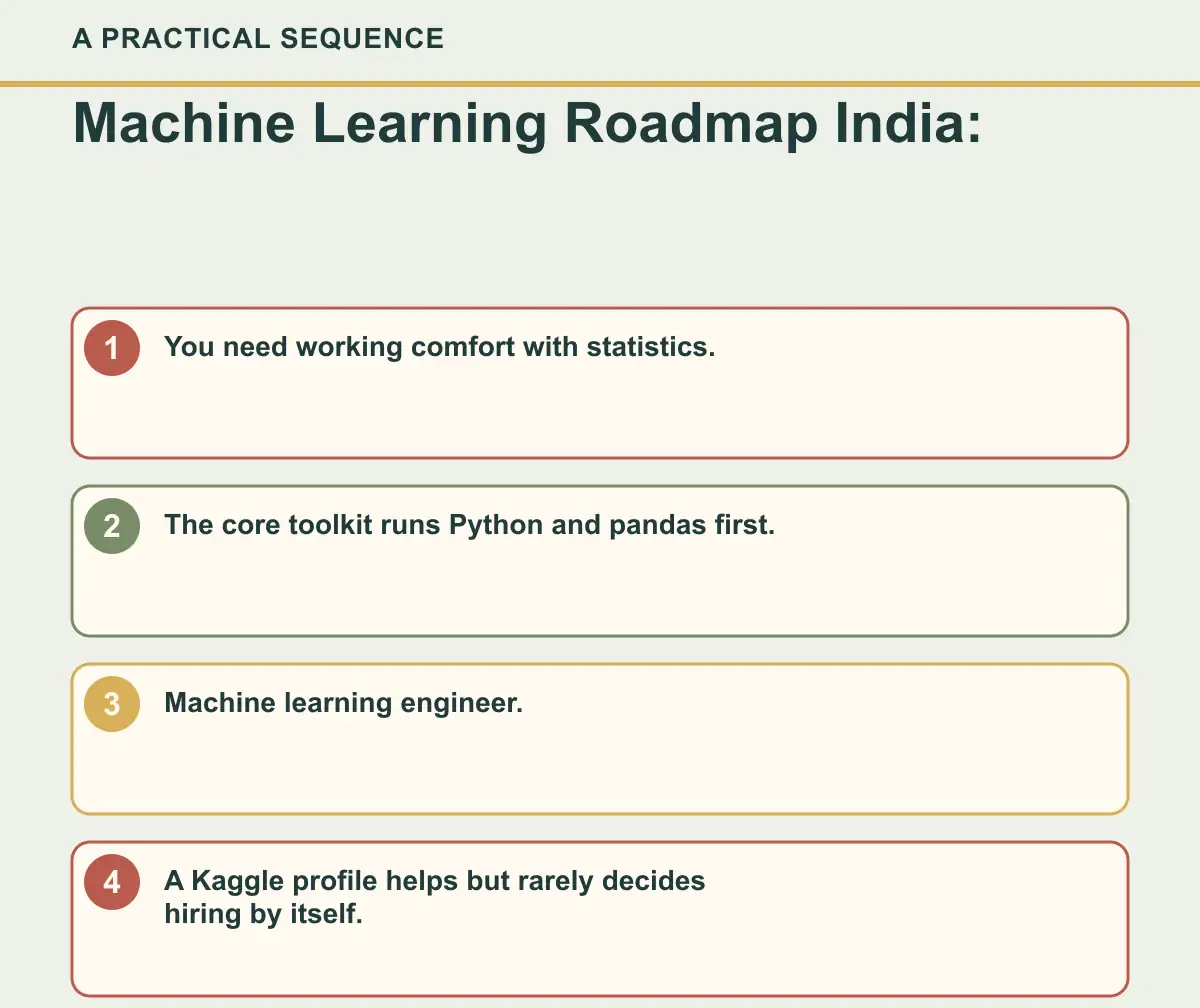 A PRACTICAL SEQUENCE
Machine Learning Roadmap India:
1
You need working comfort with statistics.
2
The core toolkit runs Python and pandas first.
3
Machine learning engineer.
4
A Kaggle profile helps but rarely decides
hiring by itself.